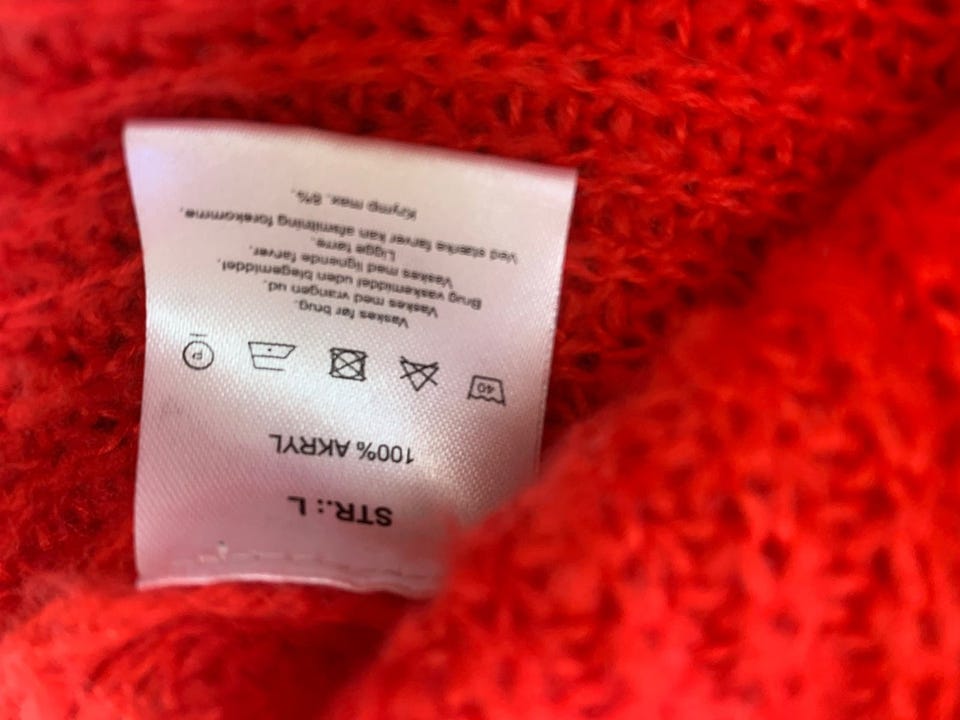 STR.: L
100% AKRYL
40 P
Vaskes før brug.
Vaskes med vrangen ud.
Brug vaskemiddel uden blegemiddel.
Vaskes med lignende farver.
Ligge tørre.
Ved stærke farver kan afsmitning forekomme.
Krymp max. 8%.